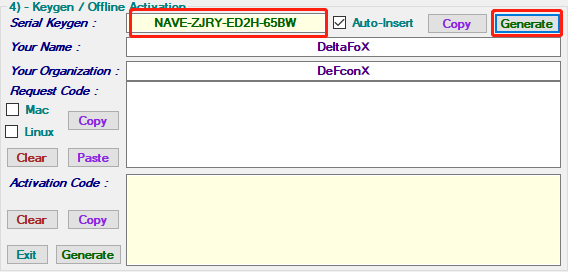 4) - Keygen / Offline Activation
Serial Keygen : NAVE-ZJRY-ED2H-65BW Auto-Insert Copy Generate
Your Name : DeltaFoX
Your Organization : DeFconX
Request Code :
Mac
Copy
Linux
Clear Paste
Activation Code :
Clear Copy
Exit Generate